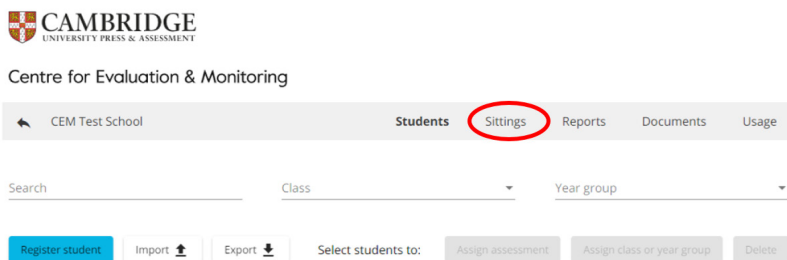 CAMBRIDGE
UNIVERSITY PRESS & ASSESSMENT
Centre for Evaluation & Monitoring
CEM Test School Students Sittings Reports Documents Usage
Search Class Year group
Register student Import Export Select students to: Assign assessment Assign class or year group Delete